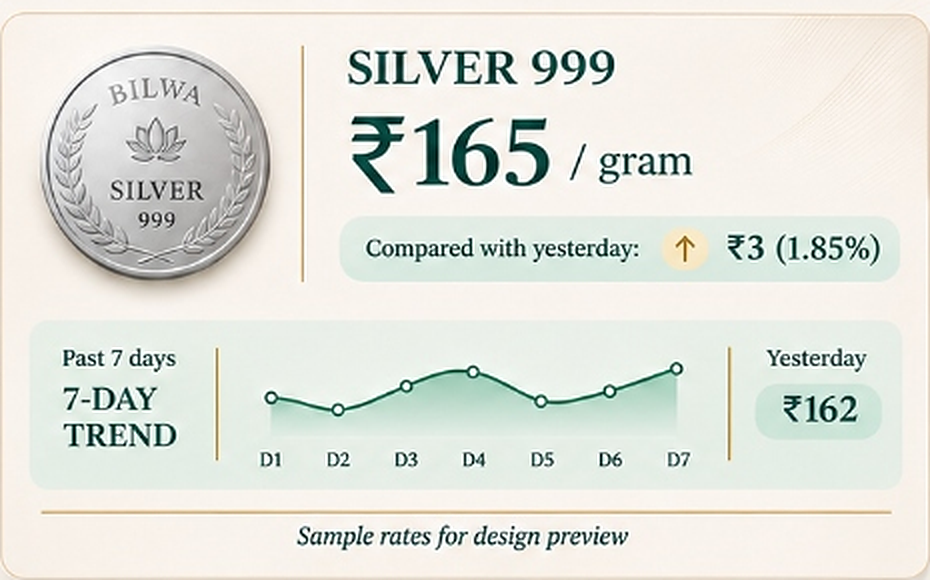 BILWA
SILVER
999
SILVER 999
₹165 / gram
Compared with yesterday: ↑ ₹3 (1.85%)
Past 7 days
7-DAY
TREND
D1 D2 D3 D4 D5 D6 D7
Yesterday
₹162
Sample rates for design preview